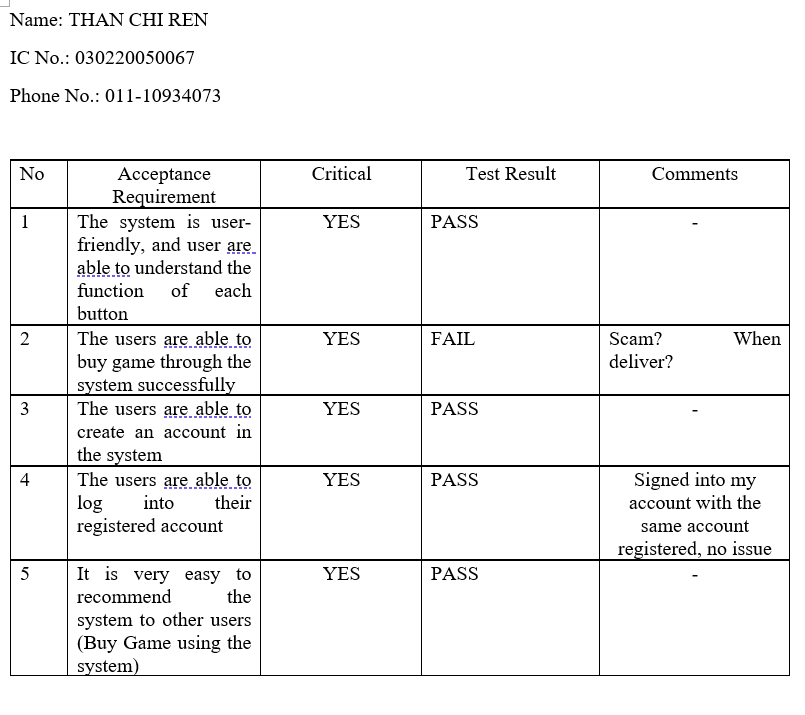 Name: THAN CHI REN
IC No.: 030220050067
Phone No.: 011-10934073
No Acceptance Requirement Critical Test Result Comments
1 The system is user-
friendly, and user are
able to understand the
function of each
button
YES PASS -
2 The users are able to
buy game through the
system successfully
YES FAIL Scam? When
deliver?
3 The users are able to
create an account in
the system
YES PASS -
4 The users are able to
log into their
registered account
YES PASS Signed into my
account with the
same account
registered, no issue
5 It is very easy to
recommend the
system to other users
(Buy Game using the
system)
YES PASS -